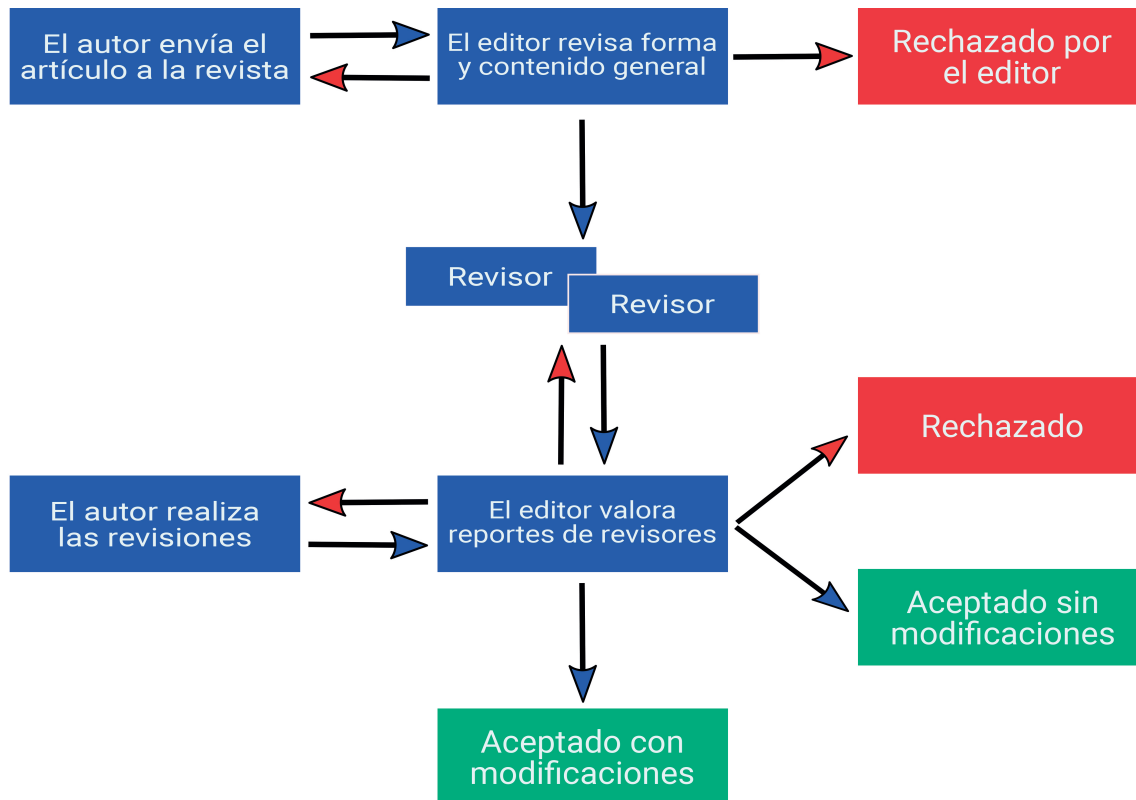 El autor envía el
artículo a la revista
El editor revisa forma
y contenido general
Rechazado por
el editor
Revisor
Revisor
Rechazado
El autor realiza
las revisiones
El editor valora
reportes de revisores
Aceptado sin
modificaciones
Aceptado con
modificaciones